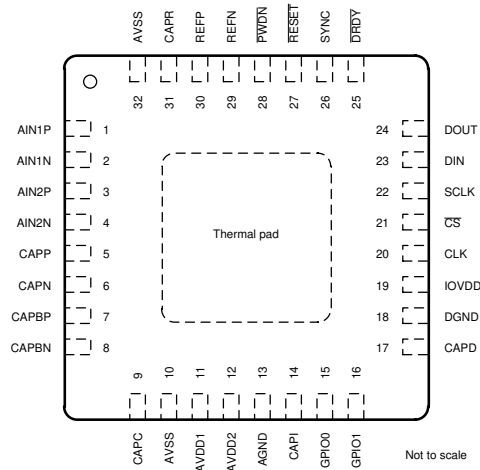 AVSS CAPR REFP REFN PWDN RESET SYNC DRDY
32 31 30 29 28 27 26 25
AIN1P 1 24 DOUT
AIN1N 2 23 DIN
AIN2P 3 22 SCLK
AIN2N 4 21 CS
Thermal pad
CAPP 5 20 CLK
CAPN 6 19 IOVDD
CAPBP 7 18 DGND
CAPBN 8 17 CAPD
9 10 11 12 13 14 15 16
CAPC AVSS AVDD1 AVDD2 AGND CAPI GPIO0 GPIO1
Not to scale